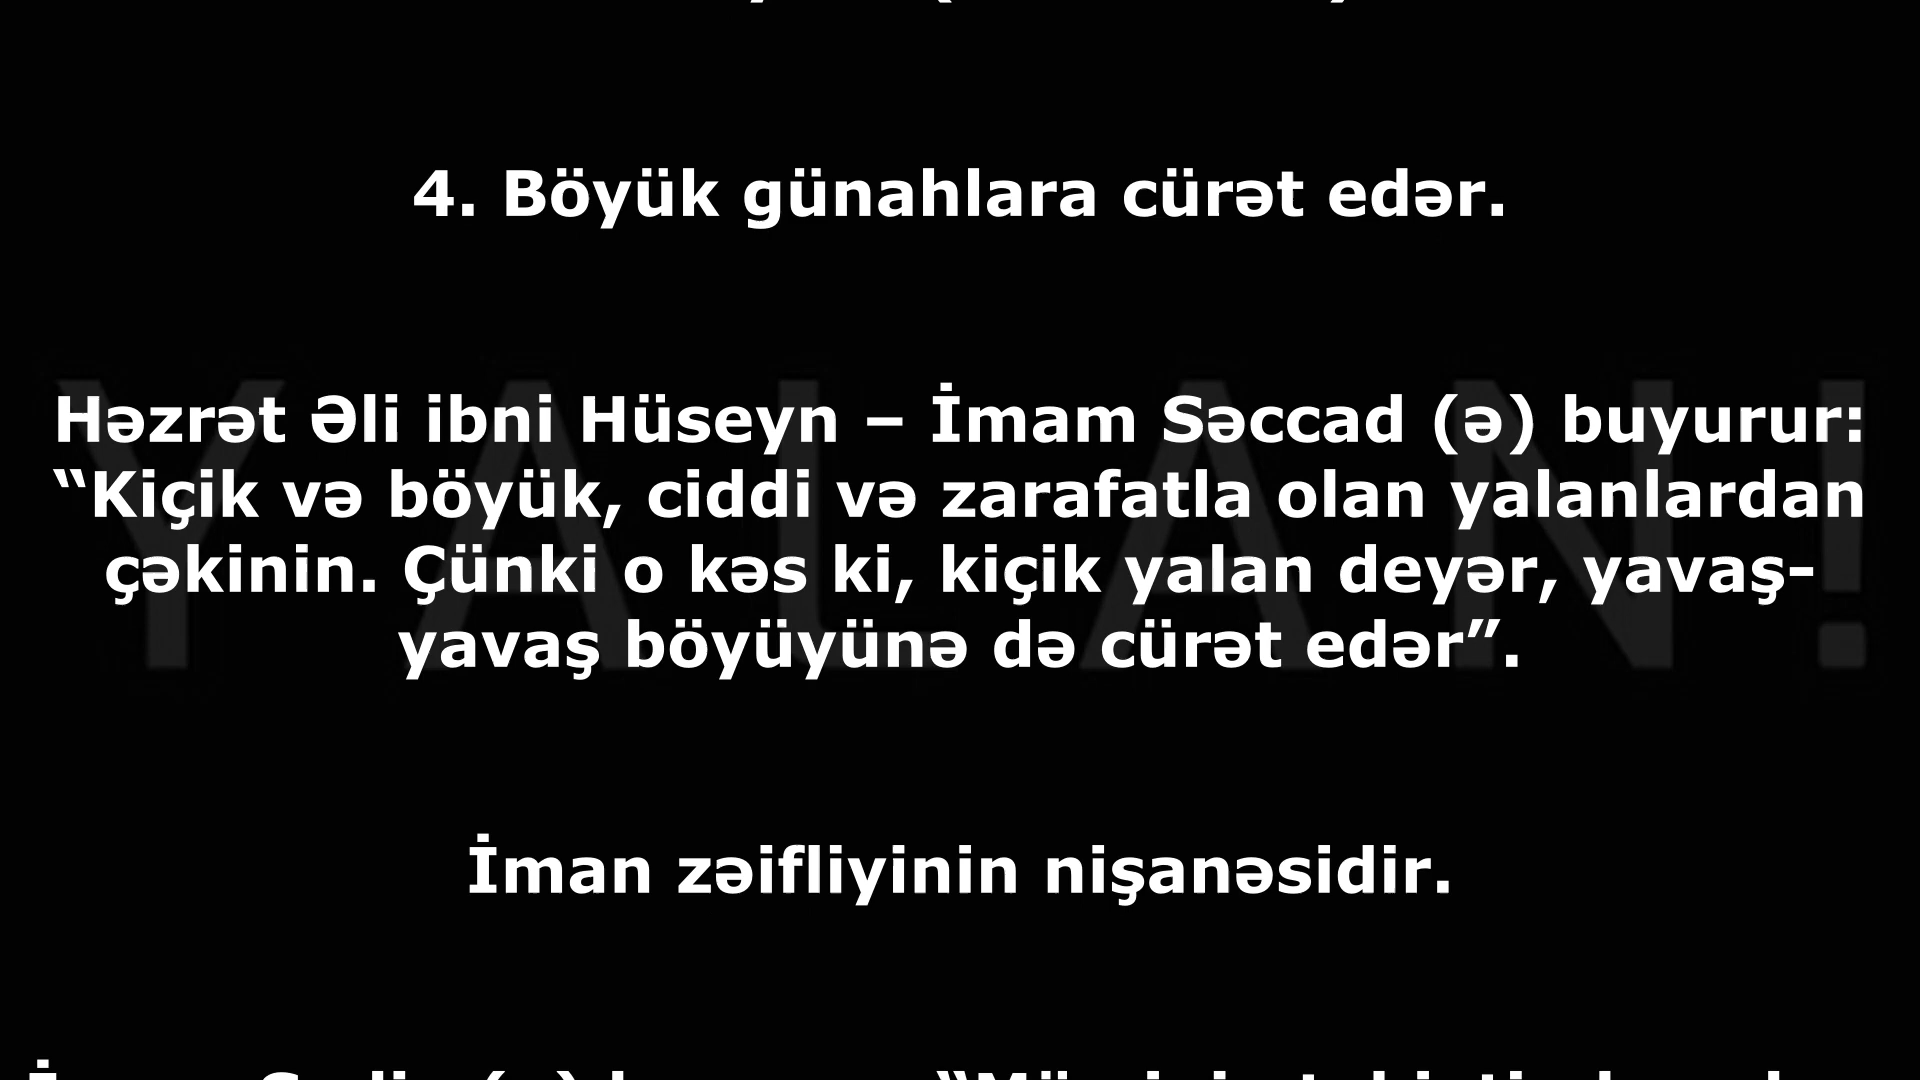 4. Böyük günahlara cürət edər.
Həzrət Əli ibni Hüseyn – İmam Səccad (ə) buyurur:
“Kiçik və böyük, ciddi və zarafatla olan yalanlardan
çəkinin. Çünki o kəs ki, kiçik yalan deyər, yavaş-
yavaş böyüyünə də cürət edər”.
YALAN!
İman zəifliyinin nişanəsidir.